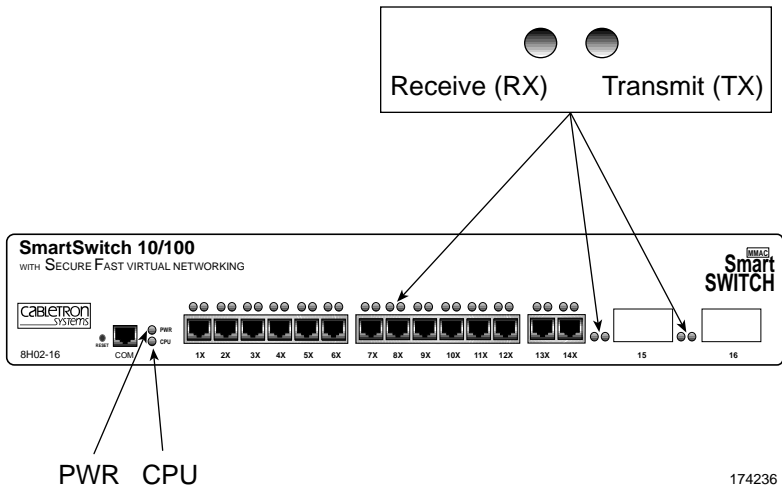 Receive (RX) Transmit (TX)
SmartSwitch 10/100
WITH SECURE FAST VIRTUAL NETWORKING
MMAC
Smart
SWITCH
CABLETRON
SYSTEMS
PWR
CPU
RESET
8H02-16 COM 1X 2X 3X 4X 5X 6X 7X 8X 9X 10X 11X 12X 13X 14X 15 16
PWR CPU
174236